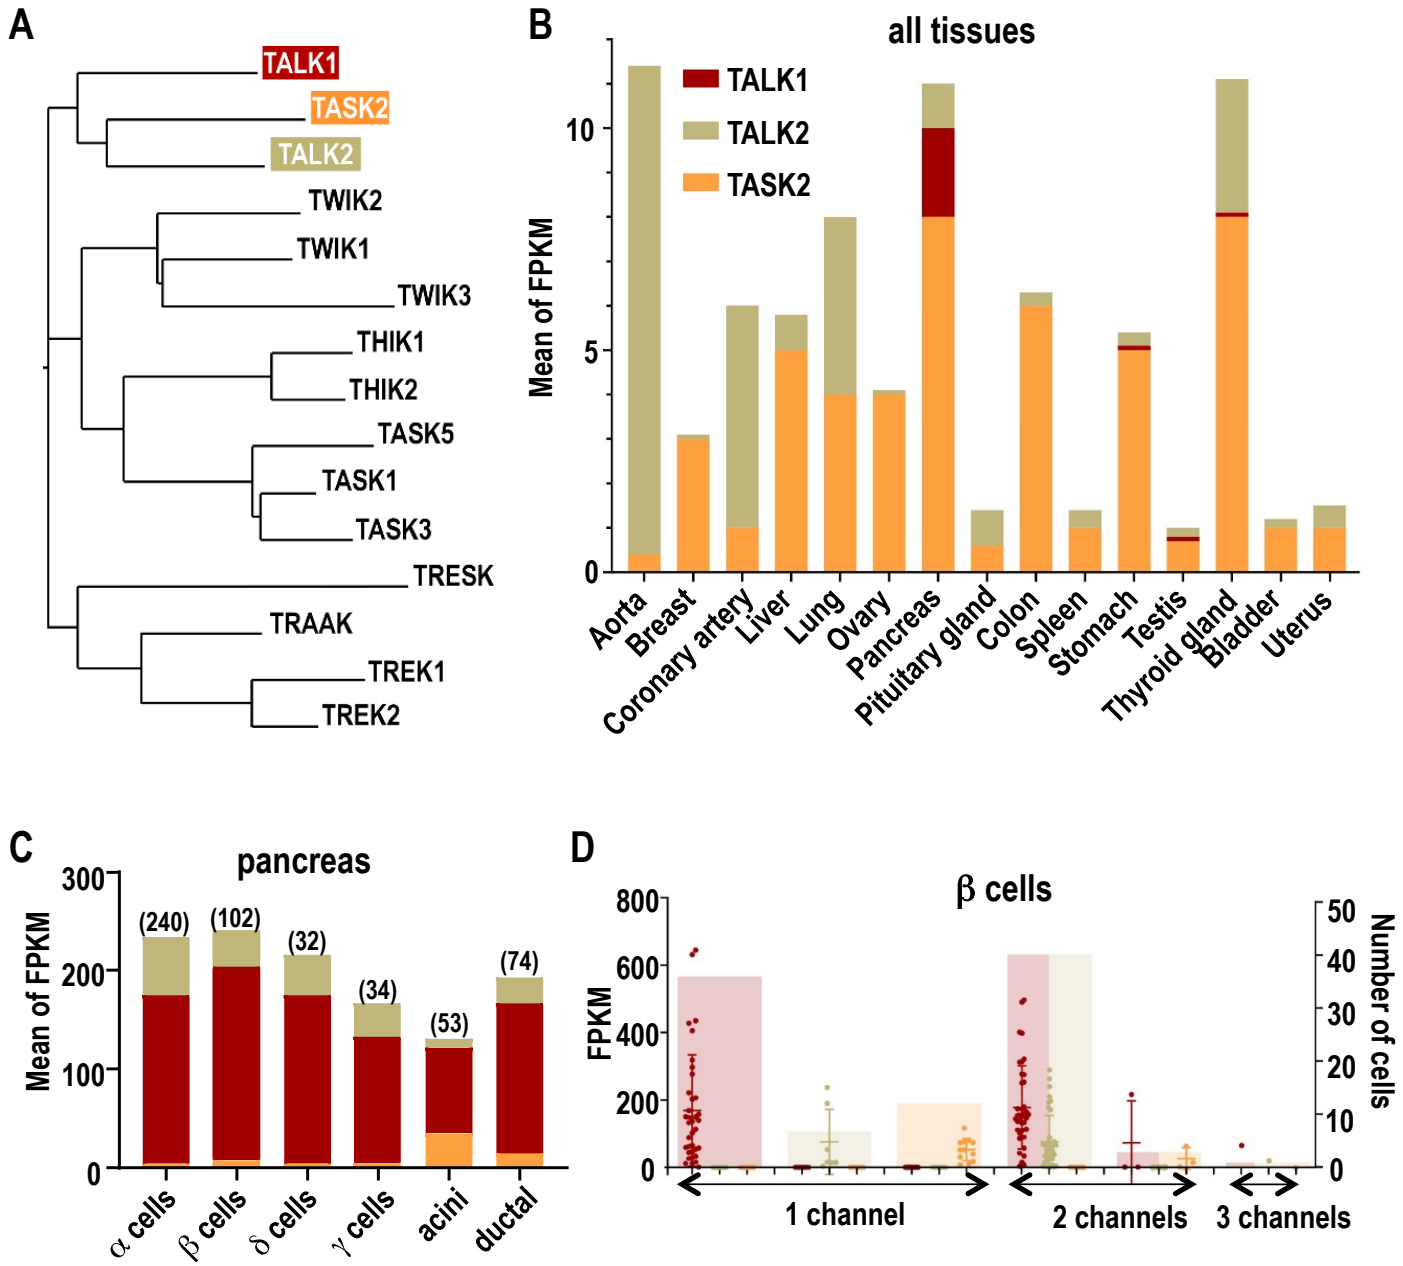 A
TALK1
TASK2
TALK2
TWIK2
TWIK1
TWIK3
THIK1
THIK2
TASK5
TASK1
TASK3
TRESK
TRAAK
TREK1
TREK2
B
all tissues
TALK1
TALK2
TASK2
Mean of FPKM
10
5
0
Aorta
Breast
Coronary artery
Liver
Lung
Ovary
Pancreas
Pituitary gland
Colon
Spleen
Stomach
Testis
Thyroid gland
Bladder
Uterus
C
pancreas
Mean of FPKM
300
200
100
0
(240)
(102)
(32)
(34)
(53)
(74)
α cells
β cells
δ cells
γ cells
acini
ductal
D
β cells
FPKM
800
600
400
200
0
50
40
30
20
10
0
Number of cells
1 channel
2 channels
3 channels